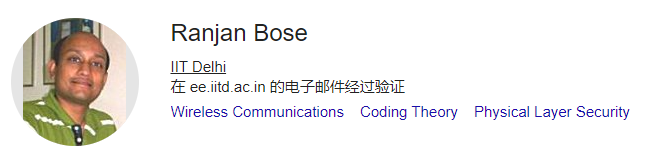 Ranjan Bose
IIT Delhi
在 ee.iitd.ac.in 的电子邮件经过验证
Wireless Communications Coding Theory Physical Layer Security